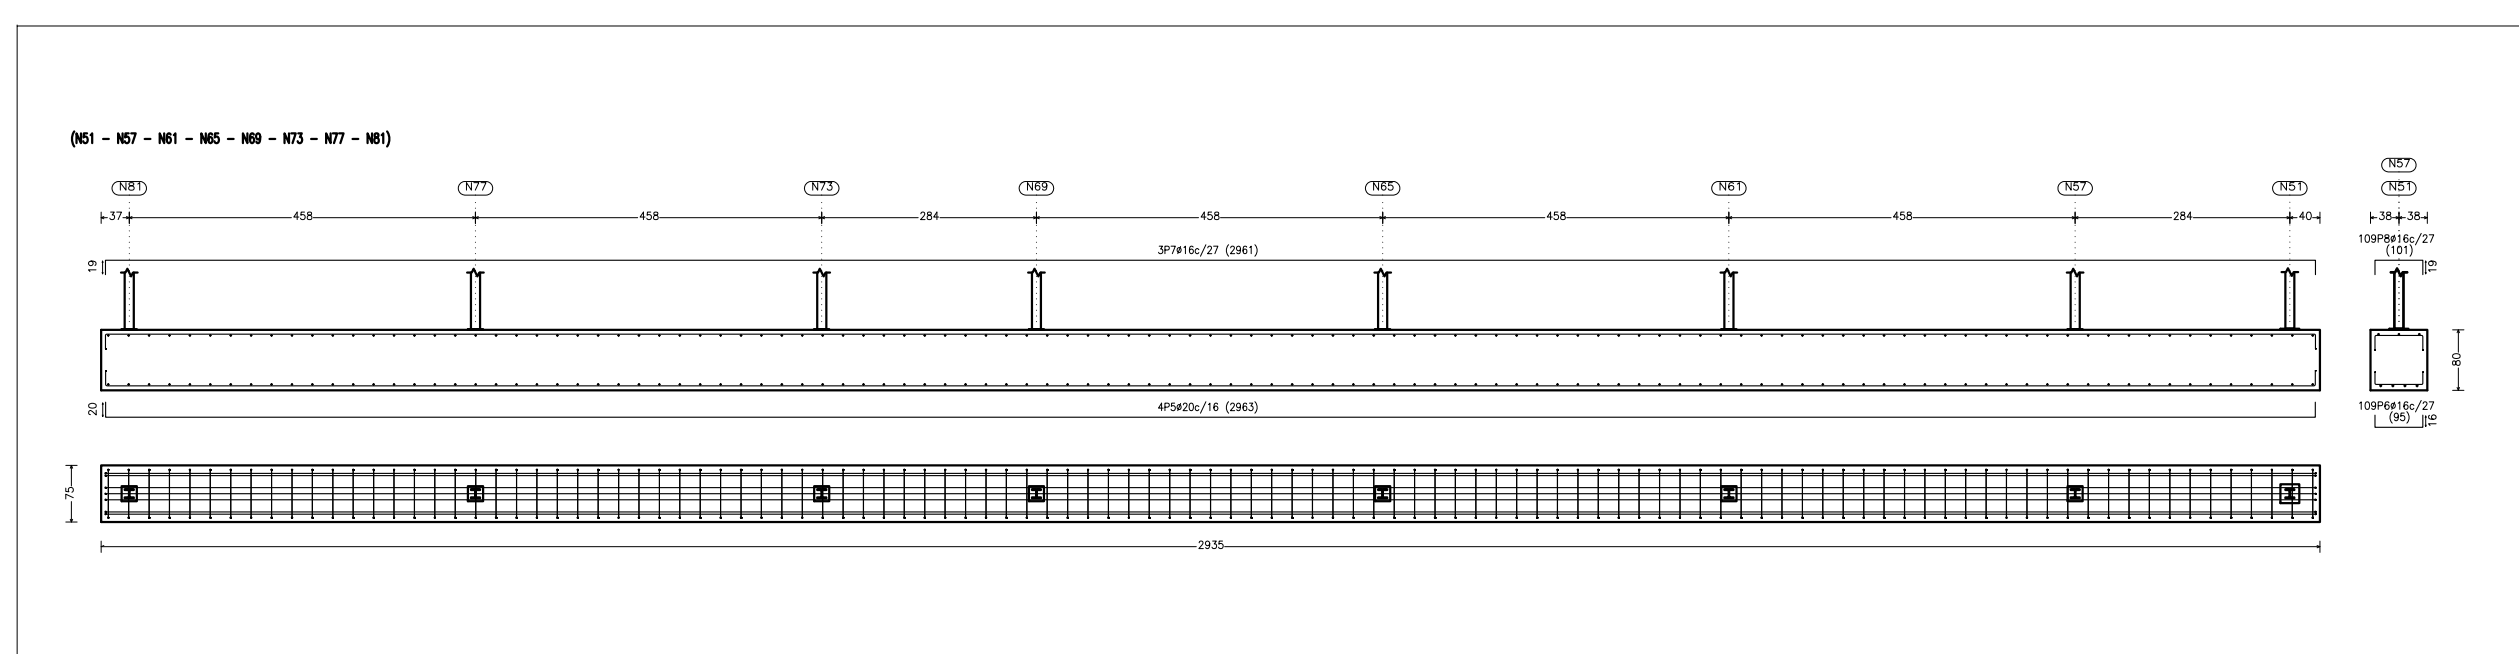 (N51 - N57 - N61 - N65 - N69 - N73 - N77 - N81)
N57
N81 N77 N73 N69 N65 N61 N57 N51 N51
37 458 458 284 458 458 458 284 40 38 38
3P7ø16c/27 (2961)
109P8ø16c/27
(101)
19
19
80
20
4P5ø20c/16 (2963)
109P6ø16c/27
(95)
16
75
2935